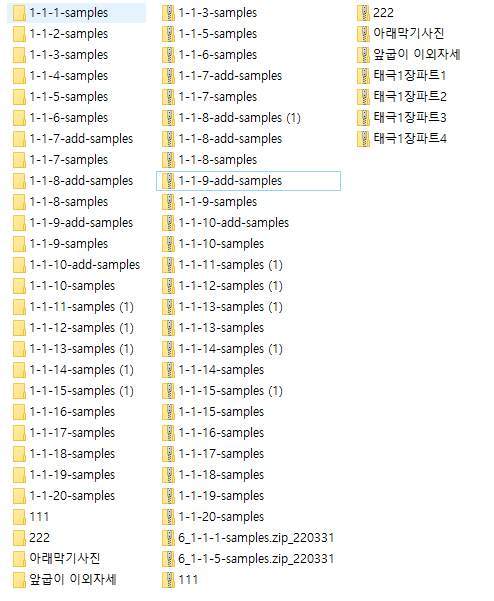 1-1-1-samples
1-1-2-samples
1-1-3-samples
1-1-4-samples
1-1-5-samples
1-1-6-samples
1-1-7-add-samples
1-1-7-samples
1-1-8-add-samples
1-1-8-samples
1-1-9-add-samples
1-1-9-samples
1-1-10-add-samples
1-1-10-samples
1-1-11-samples (1)
1-1-12-samples (1)
1-1-13-samples (1)
1-1-14-samples (1)
1-1-15-samples (1)
1-1-16-samples
1-1-17-samples
1-1-18-samples
1-1-19-samples
1-1-20-samples
111
222
아래막기사진
앞굽이 이외자세
1-1-3-samples
1-1-5-samples
1-1-6-samples
1-1-7-add-samples
1-1-7-samples
1-1-8-add-samples (1)
1-1-8-add-samples
1-1-8-samples
1-1-9-add-samples
1-1-9-samples
1-1-10-add-samples
1-1-10-samples
1-1-11-samples (1)
1-1-12-samples (1)
1-1-13-samples (1)
1-1-13-samples
1-1-14-samples (1)
1-1-14-samples
1-1-15-samples (1)
1-1-15-samples
1-1-16-samples
1-1-17-samples
1-1-18-samples
1-1-19-samples
1-1-20-samples
6_1-1-1-samples.zip_220331
6_1-1-5-samples.zip_220331
111
222
아래막기사진
앞굽이 이외자세
태극1장파트1
태극1장파트2
태극1장파트3
태극1장파트4